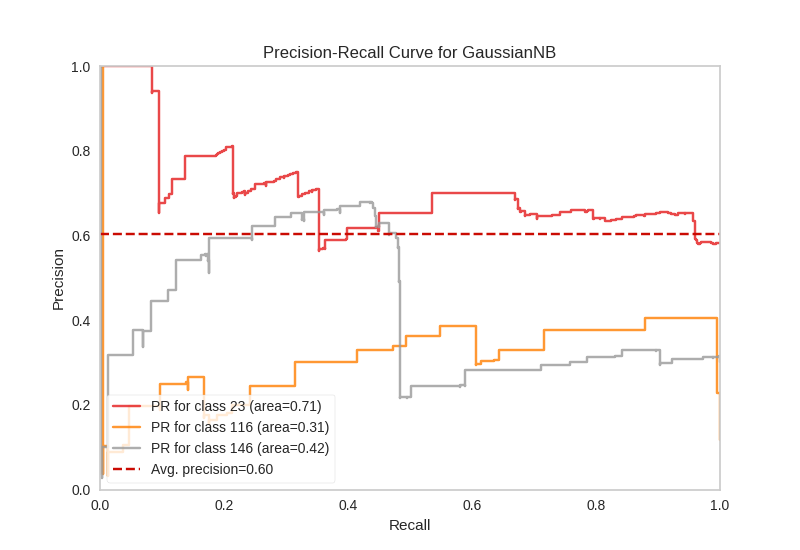 Precision-Recall Curve for GaussianNB
1.0
0.8
0.6
0.4
0.2
0.0
Precision
PR for class 23 (area=0.71)
PR for class 116 (area=0.31)
PR for class 146 (area=0.42)
Avg. precision=0.60
0.0 0.2 0.4 0.6 0.8 1.0
Recall